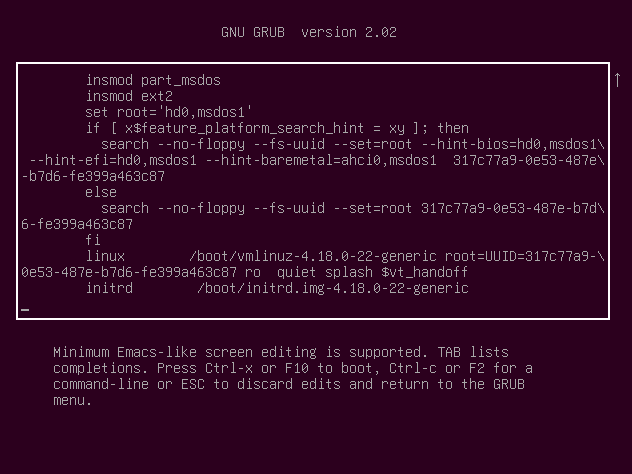 GNU GRUB  version 2.02
insmod part_msdos
insmod ext2
set root='hd0,msdos1'
if [ x$feature_platform_search_hint = xy ]; then
search --no-floppy --fs-uuid --set=root --hint-bios=hd0,msdos1\
--hint-efi=hd0,msdos1 --hint-baremetal=ahci0,msdos1  317c77a9-0e53-487e\
-b7d6-fe399a463c87
else
search --no-floppy --fs-uuid --set=root 317c77a9-0e53-487e-b7d\
6-fe399a463c87
fi
linux        /boot/vmlinuz-4.18.0-22-generic root=UUID=317c77a9-\
0e53-487e-b7d6-fe399a463c87 ro  quiet splash $vt_handoff
initrd        /boot/initrd.img-4.18.0-22-generic
Minimum Emacs-like screen editing is supported. TAB lists
completions. Press Ctrl-x or F10 to boot, Ctrl-c or F2 for a
command-line or ESC to discard edits and return to the GRUB
menu.